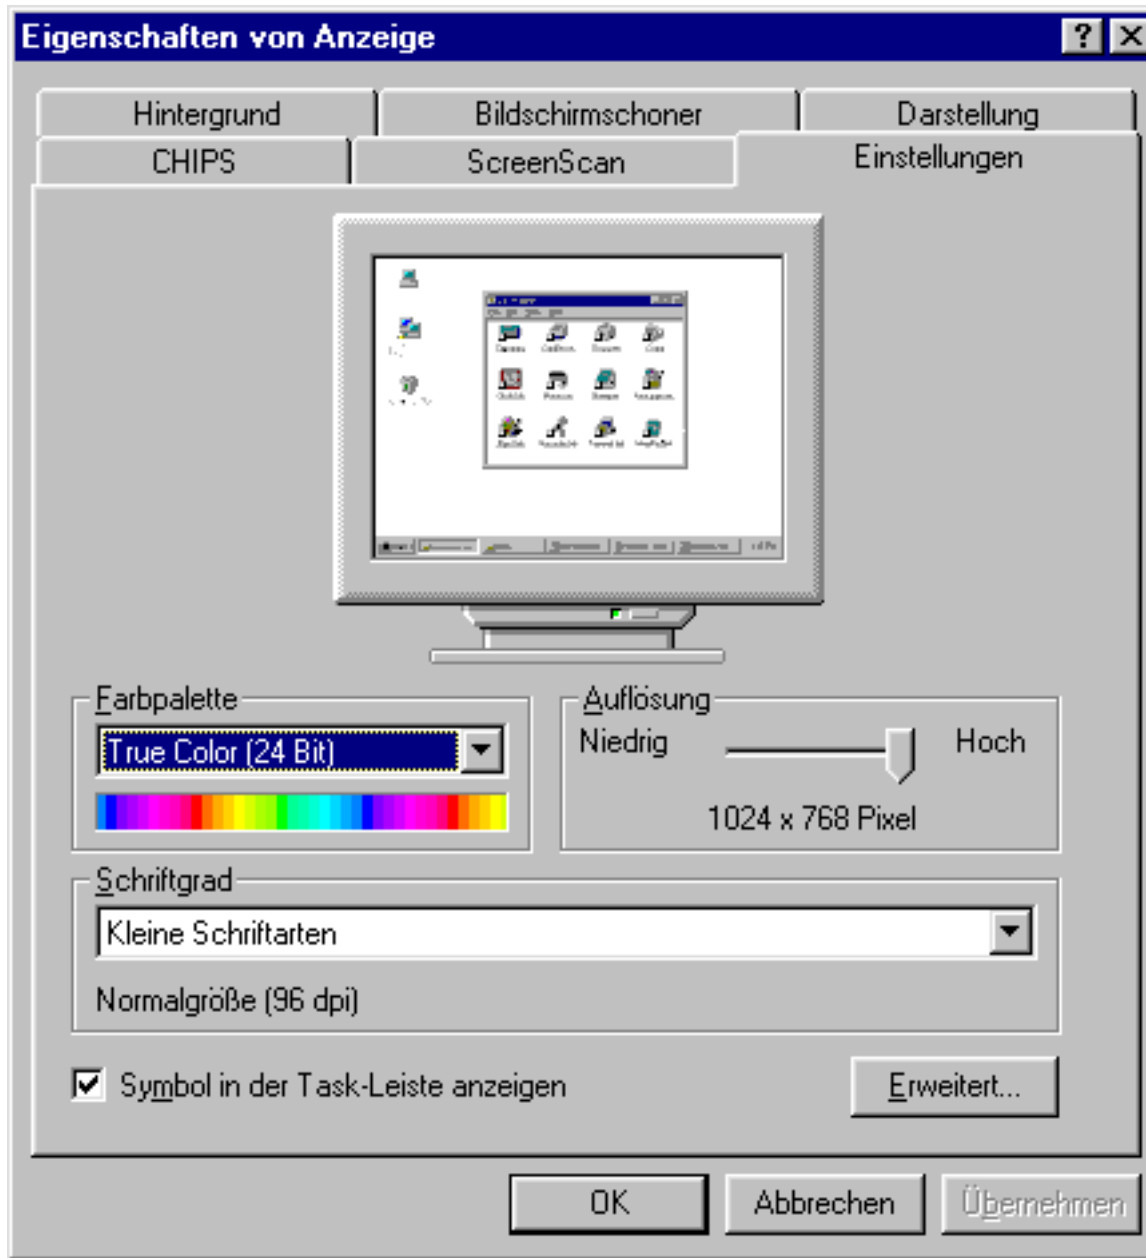 Eigenschaften von Anzeige
Hintergrund Bildschirmschoner Darstellung
CHIPS ScreenScan Einstellungen
Farbpalette
True Color (24 Bit)
Auflösung
Niedrig Hoch
1024 x 768 Pixel
Schriftgrad
Kleine Schriftarten
Normalgröße (96 dpi)
Symbol in der Task-Leiste anzeigen
Erweitert...
OK Abbrechen Übernehmen